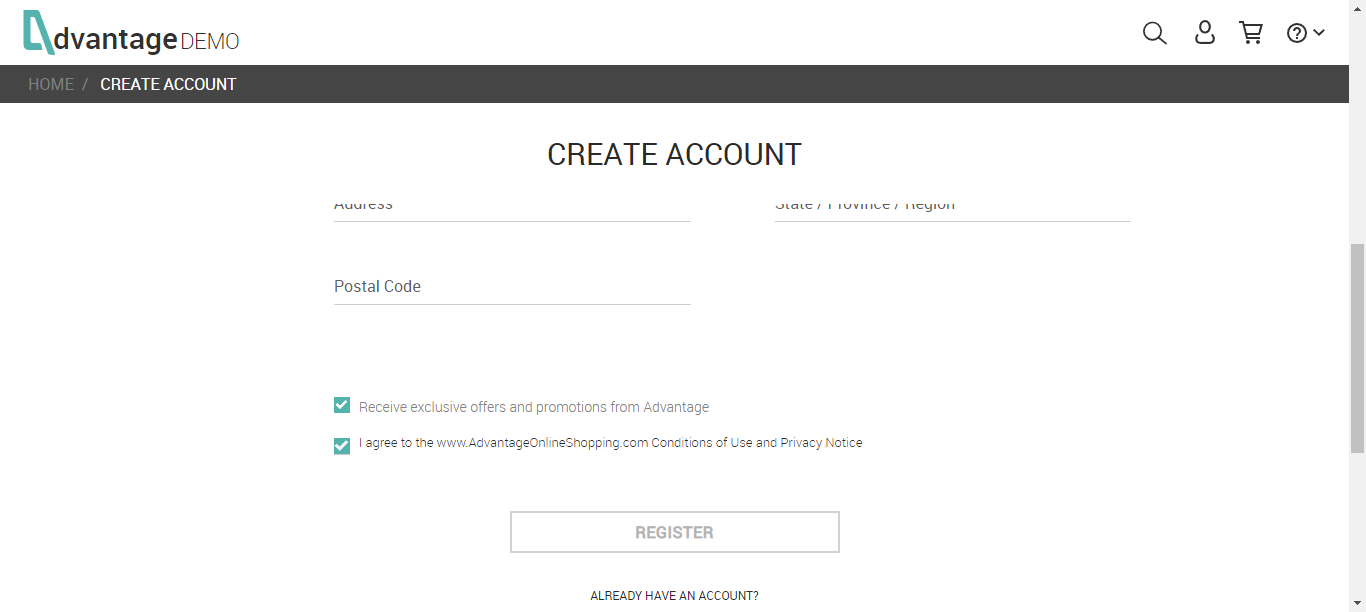 Advantage DEMO
HOME / CREATE ACCOUNT
CREATE ACCOUNT
Address State / Province / Region
Postal Code
Receive exclusive offers and promotions from Advantage
I agree to the www.AdvantageOnlineShopping.com Conditions of Use and Privacy Notice
REGISTER
ALREADY HAVE AN ACCOUNT?